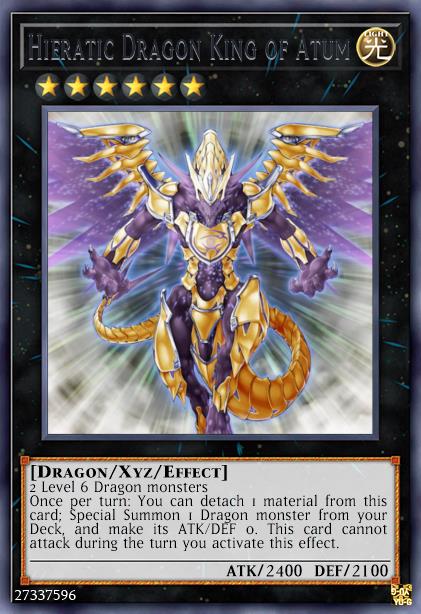 Hieratic Dragon King of Atum
LIGHT
光
[Dragon/Xyz/Effect]
2 Level 6 Dragon monsters
Once per turn: You can detach 1 material from this
card; Special Summon 1 Dragon monster from your
Deck, and make its ATK/DEF 0. This card cannot
attack during the turn you activate this effect.
ATK/2400 DEF/2100
27337596